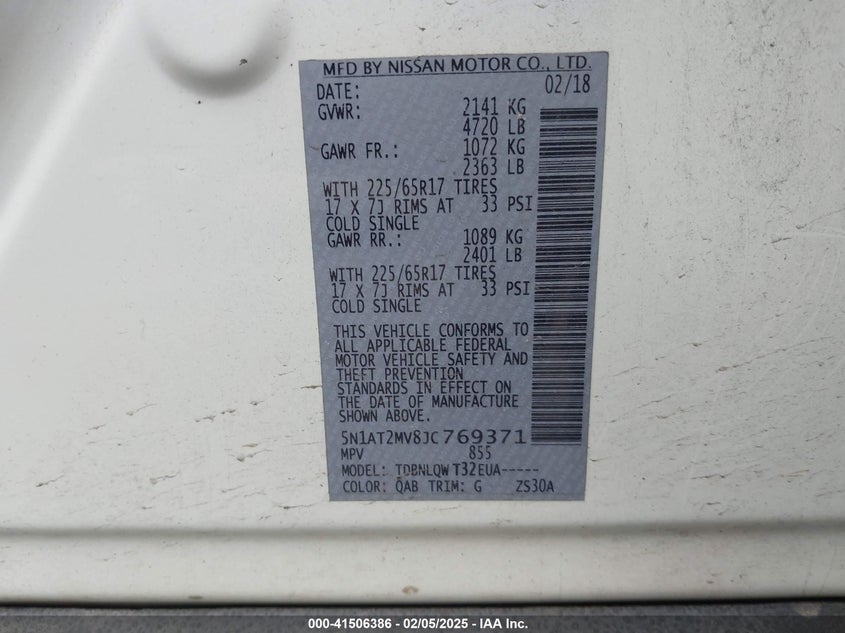 MFD BY NISSAN MOTOR CO., LTD.
DATE: 02/18
GVWR: 2141 KG
4720 LB
GAWR FR.: 1072 KG
2363 LB
WITH 225/65R17 TIRES
17 X 7J RIMS AT 33 PSI
COLD SINGLE
GAWR RR.: 1089 KG
2401 LB
WITH 225/65R17 TIRES
17 X 7J RIMS AT 33 PSI
COLD SINGLE
THIS VEHICLE CONFORMS TO
ALL APPLICABLE FEDERAL
MOTOR VEHICLE SAFETY AND
THEFT PREVENTION
STANDARDS IN EFFECT ON
THE DATE OF MANUFACTURE
SHOWN ABOVE.
5N1AT2MV8JC769371
MPV 855
MODEL: TDBNLQW T32EUA-----
COLOR: QAB TRIM: G ZS30A
000-41506386 - 02/05/2025 - IAA Inc.